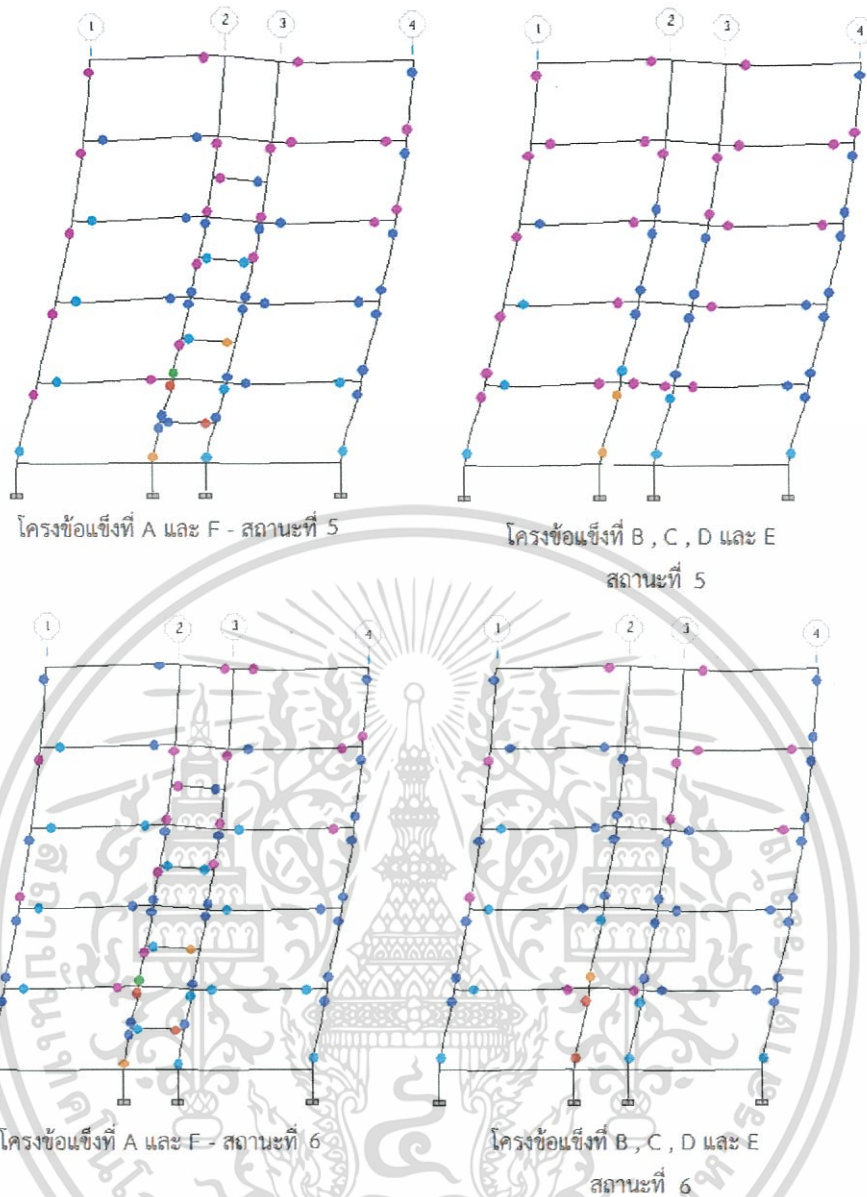 1 2 3 4
1 2 3 4
โครงข้อแข็งที่ A และ F - สถานะที่ 5
โครงข้อแข็งที่ B , C , D และ E
สถานะที่ 5
1 2 3 4
1 2 3 4
โครงข้อแข็งที่ A และ F - สถานะที่ 6
โครงข้อแข็งที่ B , C , D และ E
สถานะที่ 6